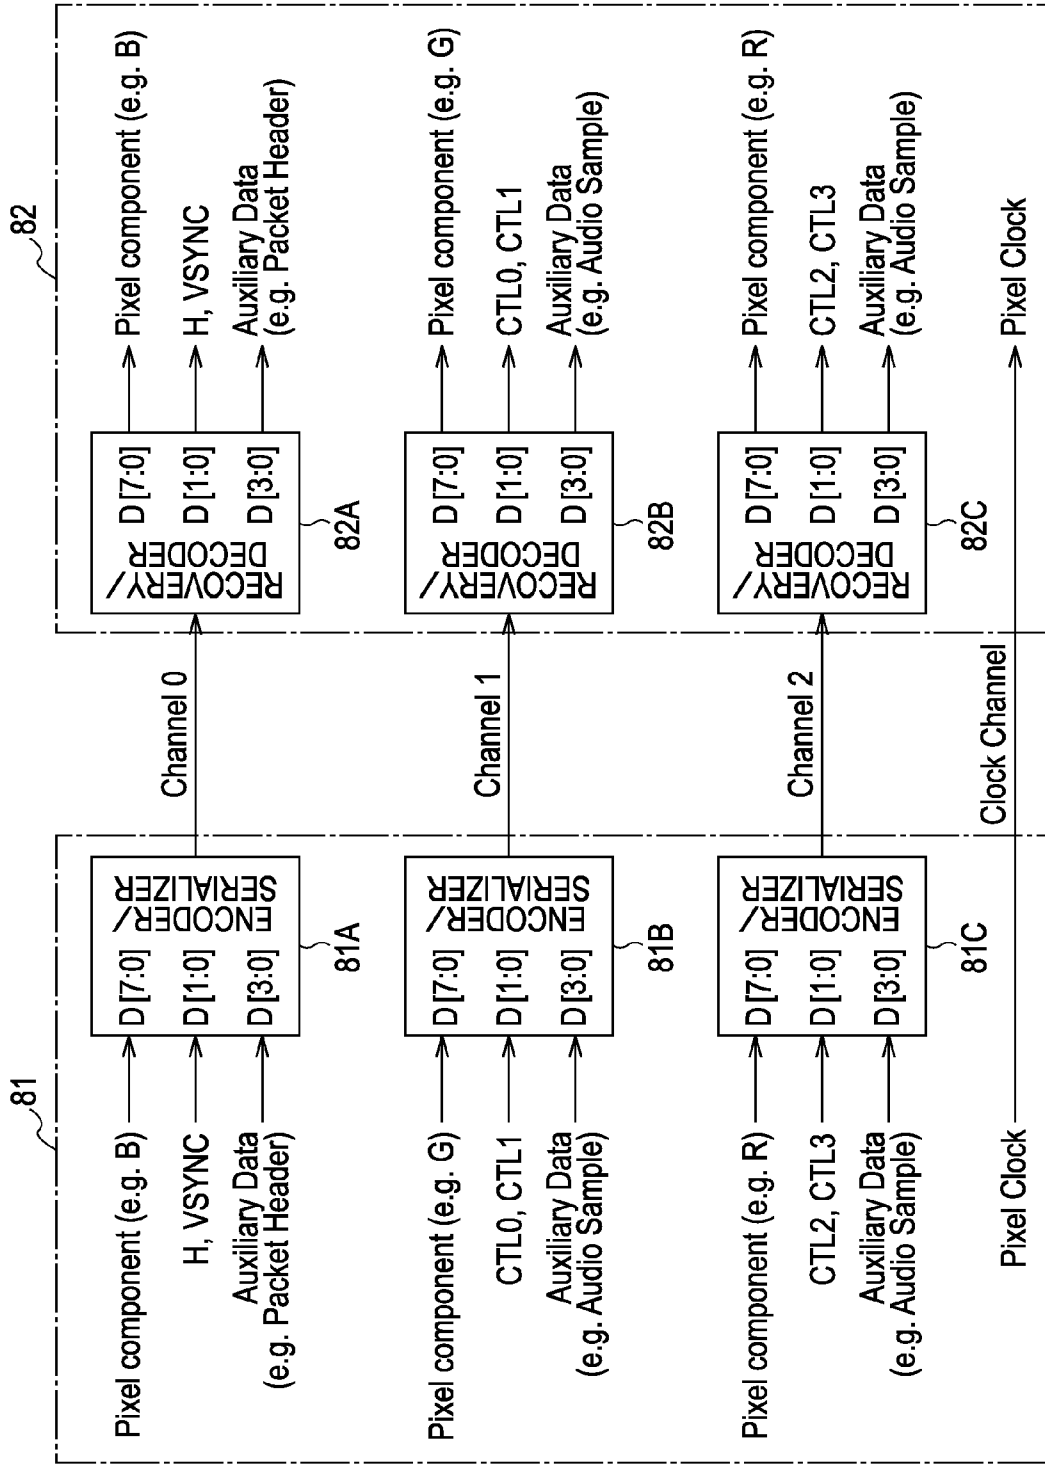 81
82
Pixel component (e.g. B)
H, VSYNC
Auxiliary Data
(e.g. Packet Header)
D [7:0]
D [1:0]
D [3:0]
ENCODER/
SERIALIZER
81A
Channel 0
RECOVERY/
DECODER
D [7:0]
D [1:0]
D [3:0]
82A
Pixel component (e.g. B)
H, VSYNC
Auxiliary Data
(e.g. Packet Header)
Pixel component (e.g. G)
CTL0, CTL1
Auxiliary Data
(e.g. Audio Sample)
D [7:0]
D [1:0]
D [3:0]
ENCODER/
SERIALIZER
81B
Channel 1
RECOVERY/
DECODER
D [7:0]
D [1:0]
D [3:0]
82B
Pixel component (e.g. G)
CTL0, CTL1
Auxiliary Data
(e.g. Audio Sample)
Pixel component (e.g. R)
CTL2, CTL3
Auxiliary Data
(e.g. Audio Sample)
D [7:0]
D [1:0]
D [3:0]
ENCODER/
SERIALIZER
81C
Channel 2
RECOVERY/
DECODER
D [7:0]
D [1:0]
D [3:0]
82C
Pixel component (e.g. R)
CTL2, CTL3
Auxiliary Data
(e.g. Audio Sample)
Pixel Clock
Clock Channel
Pixel Clock